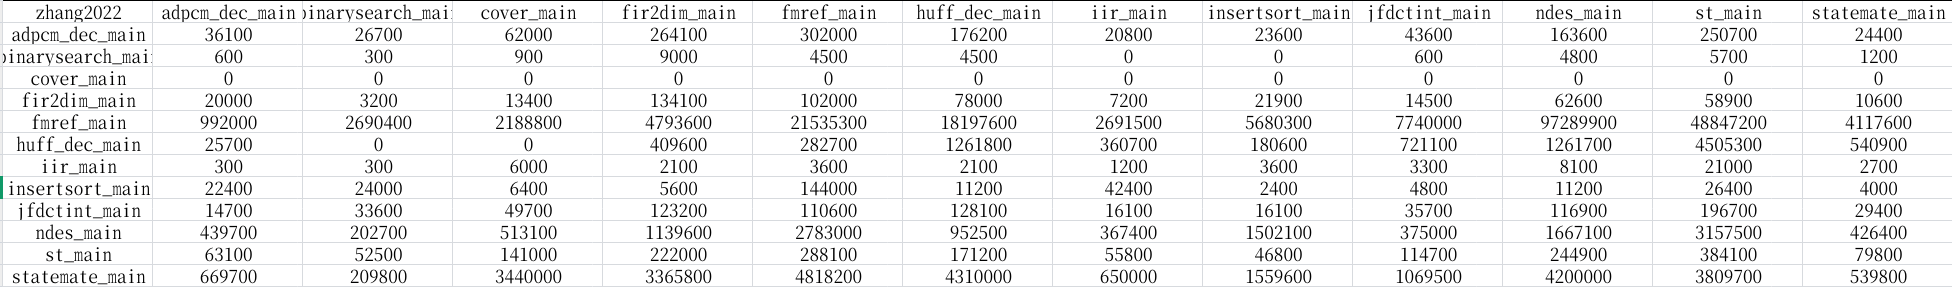 zhang2022 adpcm_dec_main binarysearch_mai cover_main fir2dim_main fmref_main huff_dec_main iir_main insertsort_main jfdctint_main ndes_main st_main statemate_main
adpcm_dec_main 36100 26700 62000 264100 302000 176200 20800 23600 43600 163600 250700 24400
binarysearch_mai 600 300 900 9000 4500 4500 0 0 600 4800 5700 1200
cover_main 0 0 0 0 0 0 0 0 0 0 0 0
fir2dim_main 20000 3200 13400 134100 102000 78000 7200 21900 14500 62600 58900 10600
fmref_main 992000 2690400 2188800 4793600 21535300 18197600 2691500 5680300 7740000 97289900 48847200 4117600
huff_dec_main 25700 0 0 409600 282700 1261800 360700 180600 721100 1261700 4505300 540900
iir_main 300 300 6000 2100 3600 2100 1200 3600 3300 8100 21000 2700
insertsort_main 22400 24000 6400 5600 144000 11200 42400 2400 4800 11200 26400 4000
jfdctint_main 14700 33600 49700 123200 110600 128100 16100 16100 35700 116900 196700 29400
ndes_main 439700 202700 513100 1139600 2783000 952500 367400 1502100 375000 1667100 3157500 426400
st_main 63100 52500 141000 222000 288100 171200 55800 46800 114700 244900 384100 79800
statemate_main 669700 209800 3440000 3365800 4818200 4310000 650000 1559600 1069500 4200000 3809700 539800